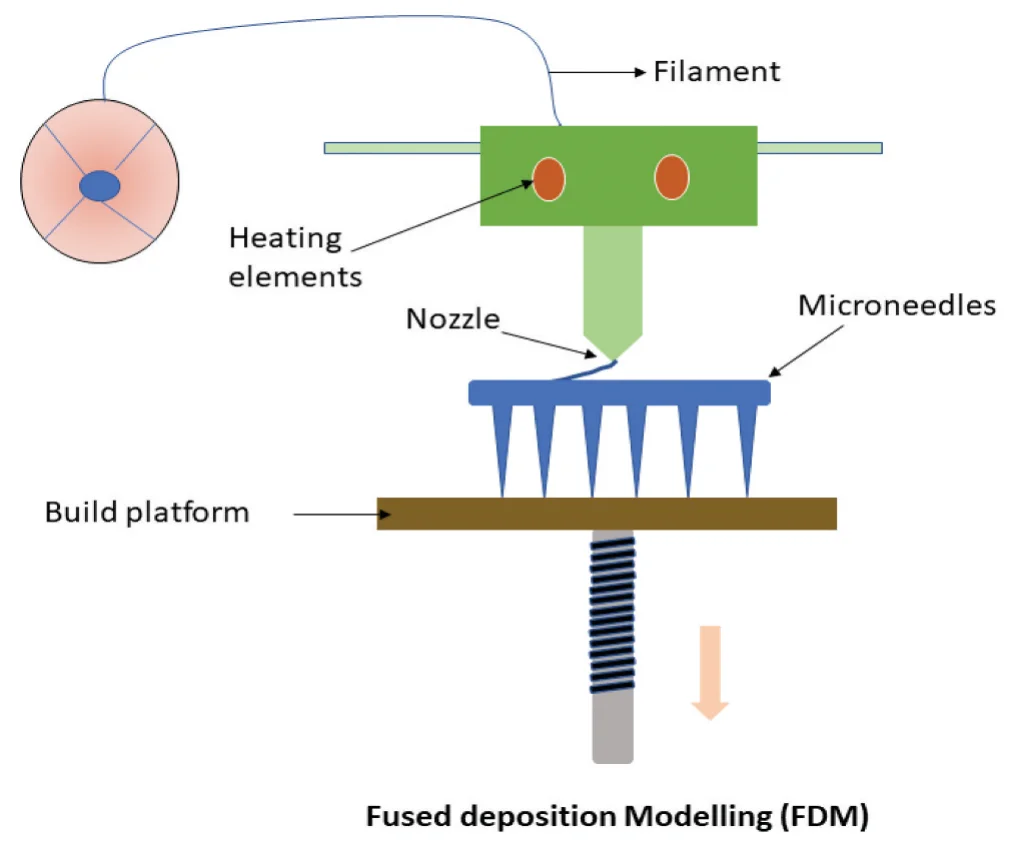 Filament
Heating
elements
Nozzle
Microneedles
Build platform
Fused deposition Modelling (FDM)